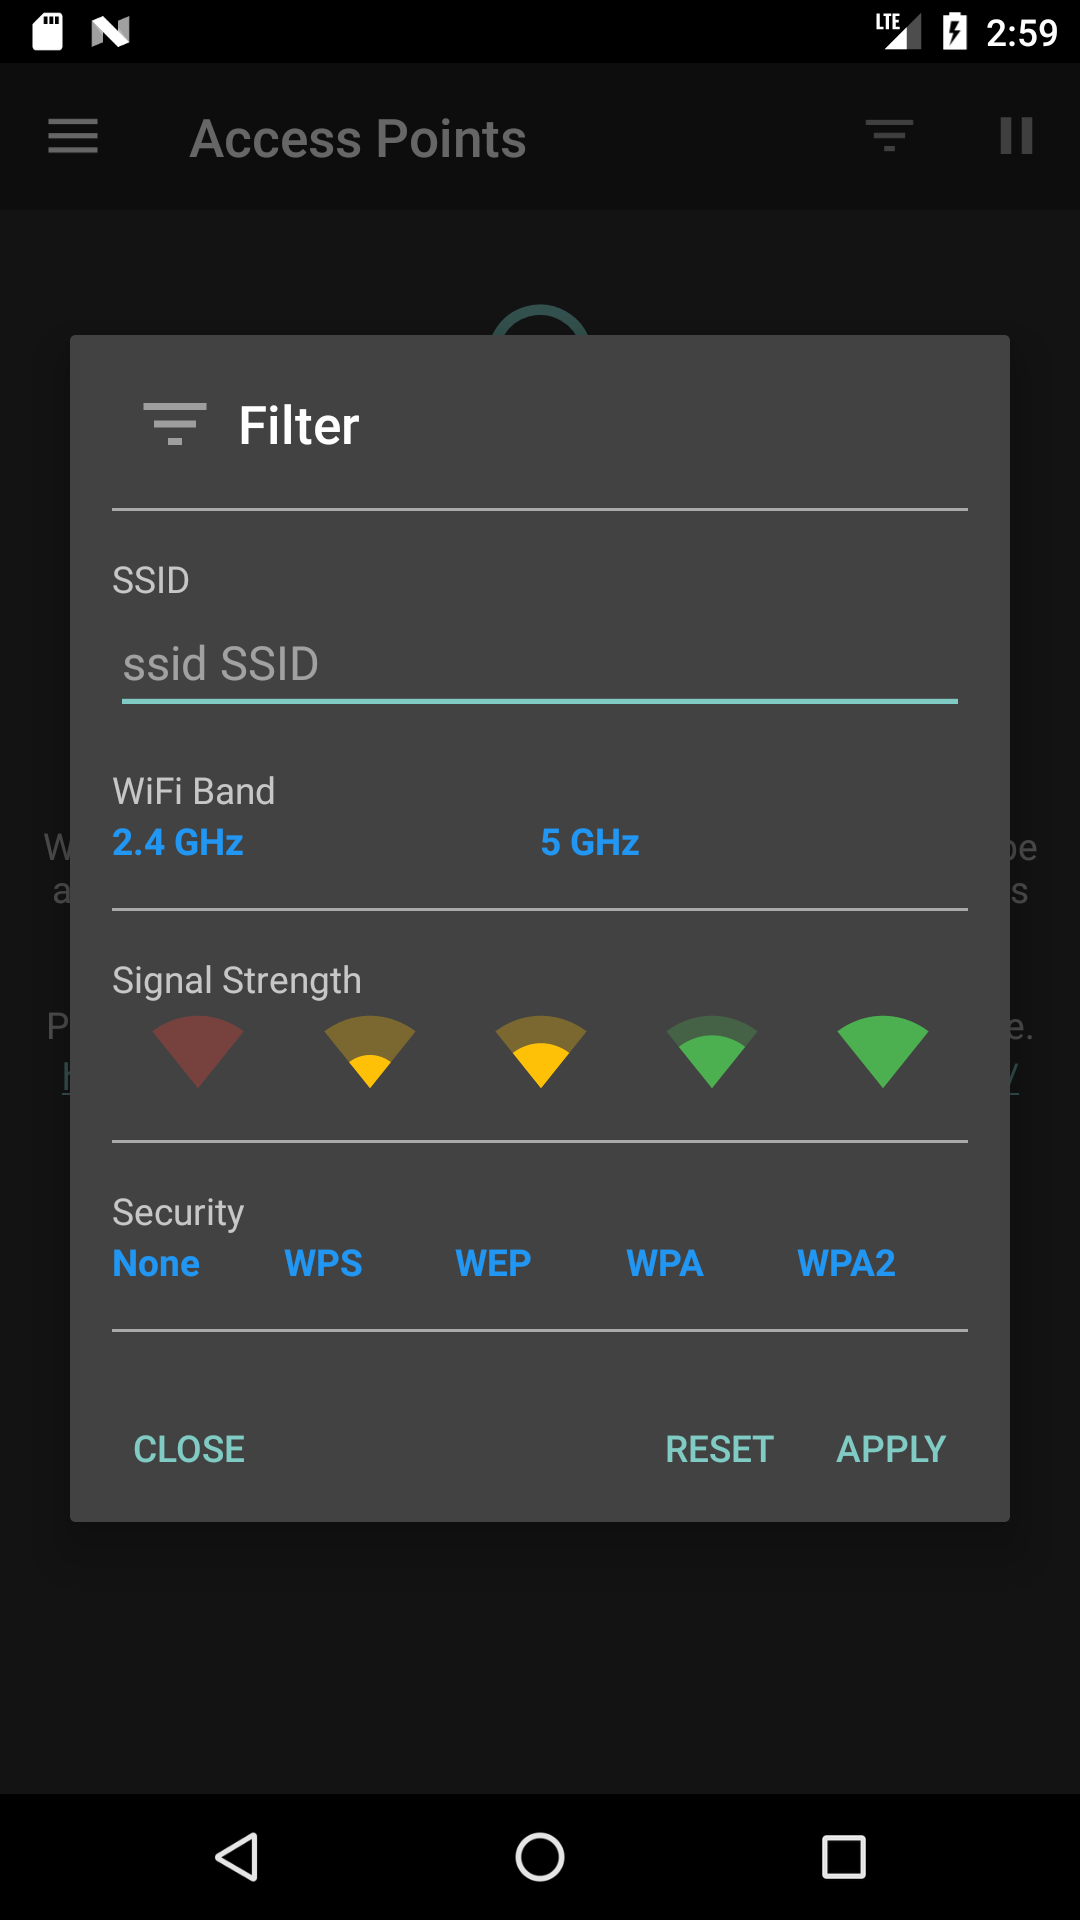 LTE 2:59
Access Points
Filter
SSID
ssid SSID
WiFi Band
2.4 GHz 5 GHz
Signal Strength
Security
None WPS WEP WPA WPA2
CLOSE RESET APPLY